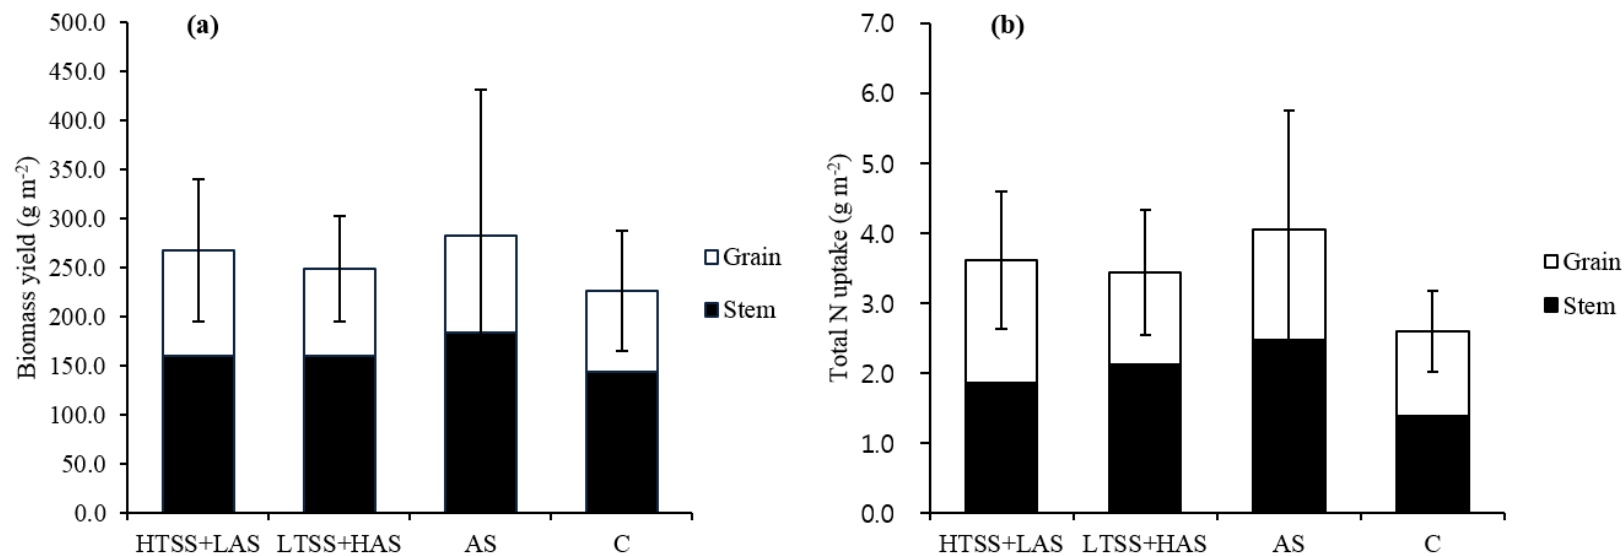 (a)
Biomass yield (g m-2)
500.0
450.0
400.0
350.0
300.0
250.0
200.0
150.0
100.0
50.0
0.0
HTSS+LAS LTSS+HAS AS C
Grain
Stem
(b)
Total N uptake (g m-2)
7.0
6.0
5.0
4.0
3.0
2.0
1.0
0.0
HTSS+LAS LTSS+HAS AS C
Grain
Stem